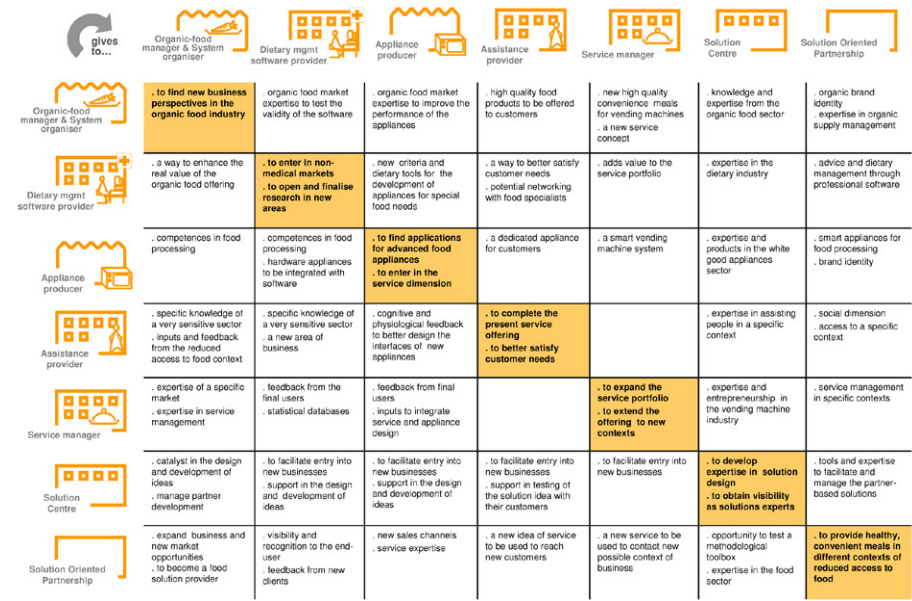 gives
to...
Organic-food
manager & System
organiser
Dietary mgmt
software provider
Appliance
producer
Assistance
provider
Service manager
Solution
Centre
Solution Oriented
Partnership
Organic-food
manager & System
organiser
. to find new business
perspectives in the
organic food industry
. organic food market
expertise to test the
validity of the software
. organic food market
expertise to improve the
performance of the
appliances
. high quality food
products to be offered
to customers
. new high quality
convenience meals
for vending machines
. a new service
concept
. knowledge and
expertise from the
organic food sector
. organic brand
identity
. expertise in organic
supply management
Dietary mgmt
software provider
. a way to enhance the
real value of the
organic food offering
. to enter in non-
medical markets
. to open and finalise
research in new
areas
. new criteria and
dietary tools for the
development of
appliances for special
food needs
. a way to better satisfy
customer needs
. potential networking
with food specialists
. adds value to the
service portfolio
. expertise in the
dietary industry
. advice and dietary
management through
professional software
Appliance
producer
. competences in food
processing
. competences in food
processing
. hardware appliances
to be integrated with
software
. to find applications
for advanced food
appliances
. to enter in the
service dimension
. a dedicated appliance
for customers
. a smart vending
machine system
. expertise and
products in the white
good appliances
sector
. smart appliances for
food processing
. brand identity
Assistance
provider
. specific knowledge of
a very sensitive sector
. inputs and feedback
from the reduced
access to food context
. specific knowledge of
a very sensitive sector
. a new area of
business
. cognitive and
physiological feedback
to better design the
interfaces of new
appliances
. to complete the
present service
offering
. to better satisfy
customer needs
. expertise in assisting
people in a specific
context
. social dimension
. access to a specific
context
Service manager
. expertise of a specific
market
. expertise in service
management
. feedback from the
final users
. statistical databases
. feedback from final
users
. inputs to integrate
service and appliance
design
. to expand the
service portfolio
. to extend the
offering to new
contexts
. expertise and
entrepreneurship in
the vending machine
industry
. service management
in specific contexts
Solution
Centre
. catalyst in the design
and development of
ideas
. manage partner
development
. to facilitate entry into
new businesses
. support in the design
and development of
ideas
. to facilitate entry into
new businesses
. support in the design
and development of
ideas
. to facilitate entry into
new businesses
. support in testing of
the solution idea with
their customers
. to facilitate entry into
new businesses
. to develop
expertise in solution
design
. to obtain visibility
as solutions experts
. tools and expertise
to facilitate and
manage the partner-
based solutions
Solution Oriented
Partnership
. expand business and
new market
opportunities
. to become a food
solution provider
. visibility and
recognition to the end-
user
. feedback from new
clients
. new sales channels
. service expertise
. a new idea of service
to be used to reach
new customers
. a new service to be
used to contact new
possible context of
business
. opportunity to test a
methodological
toolbox
. expertise in the food
sector
. to provide healthy,
convenient meals in
different contexts of
reduced access to
food